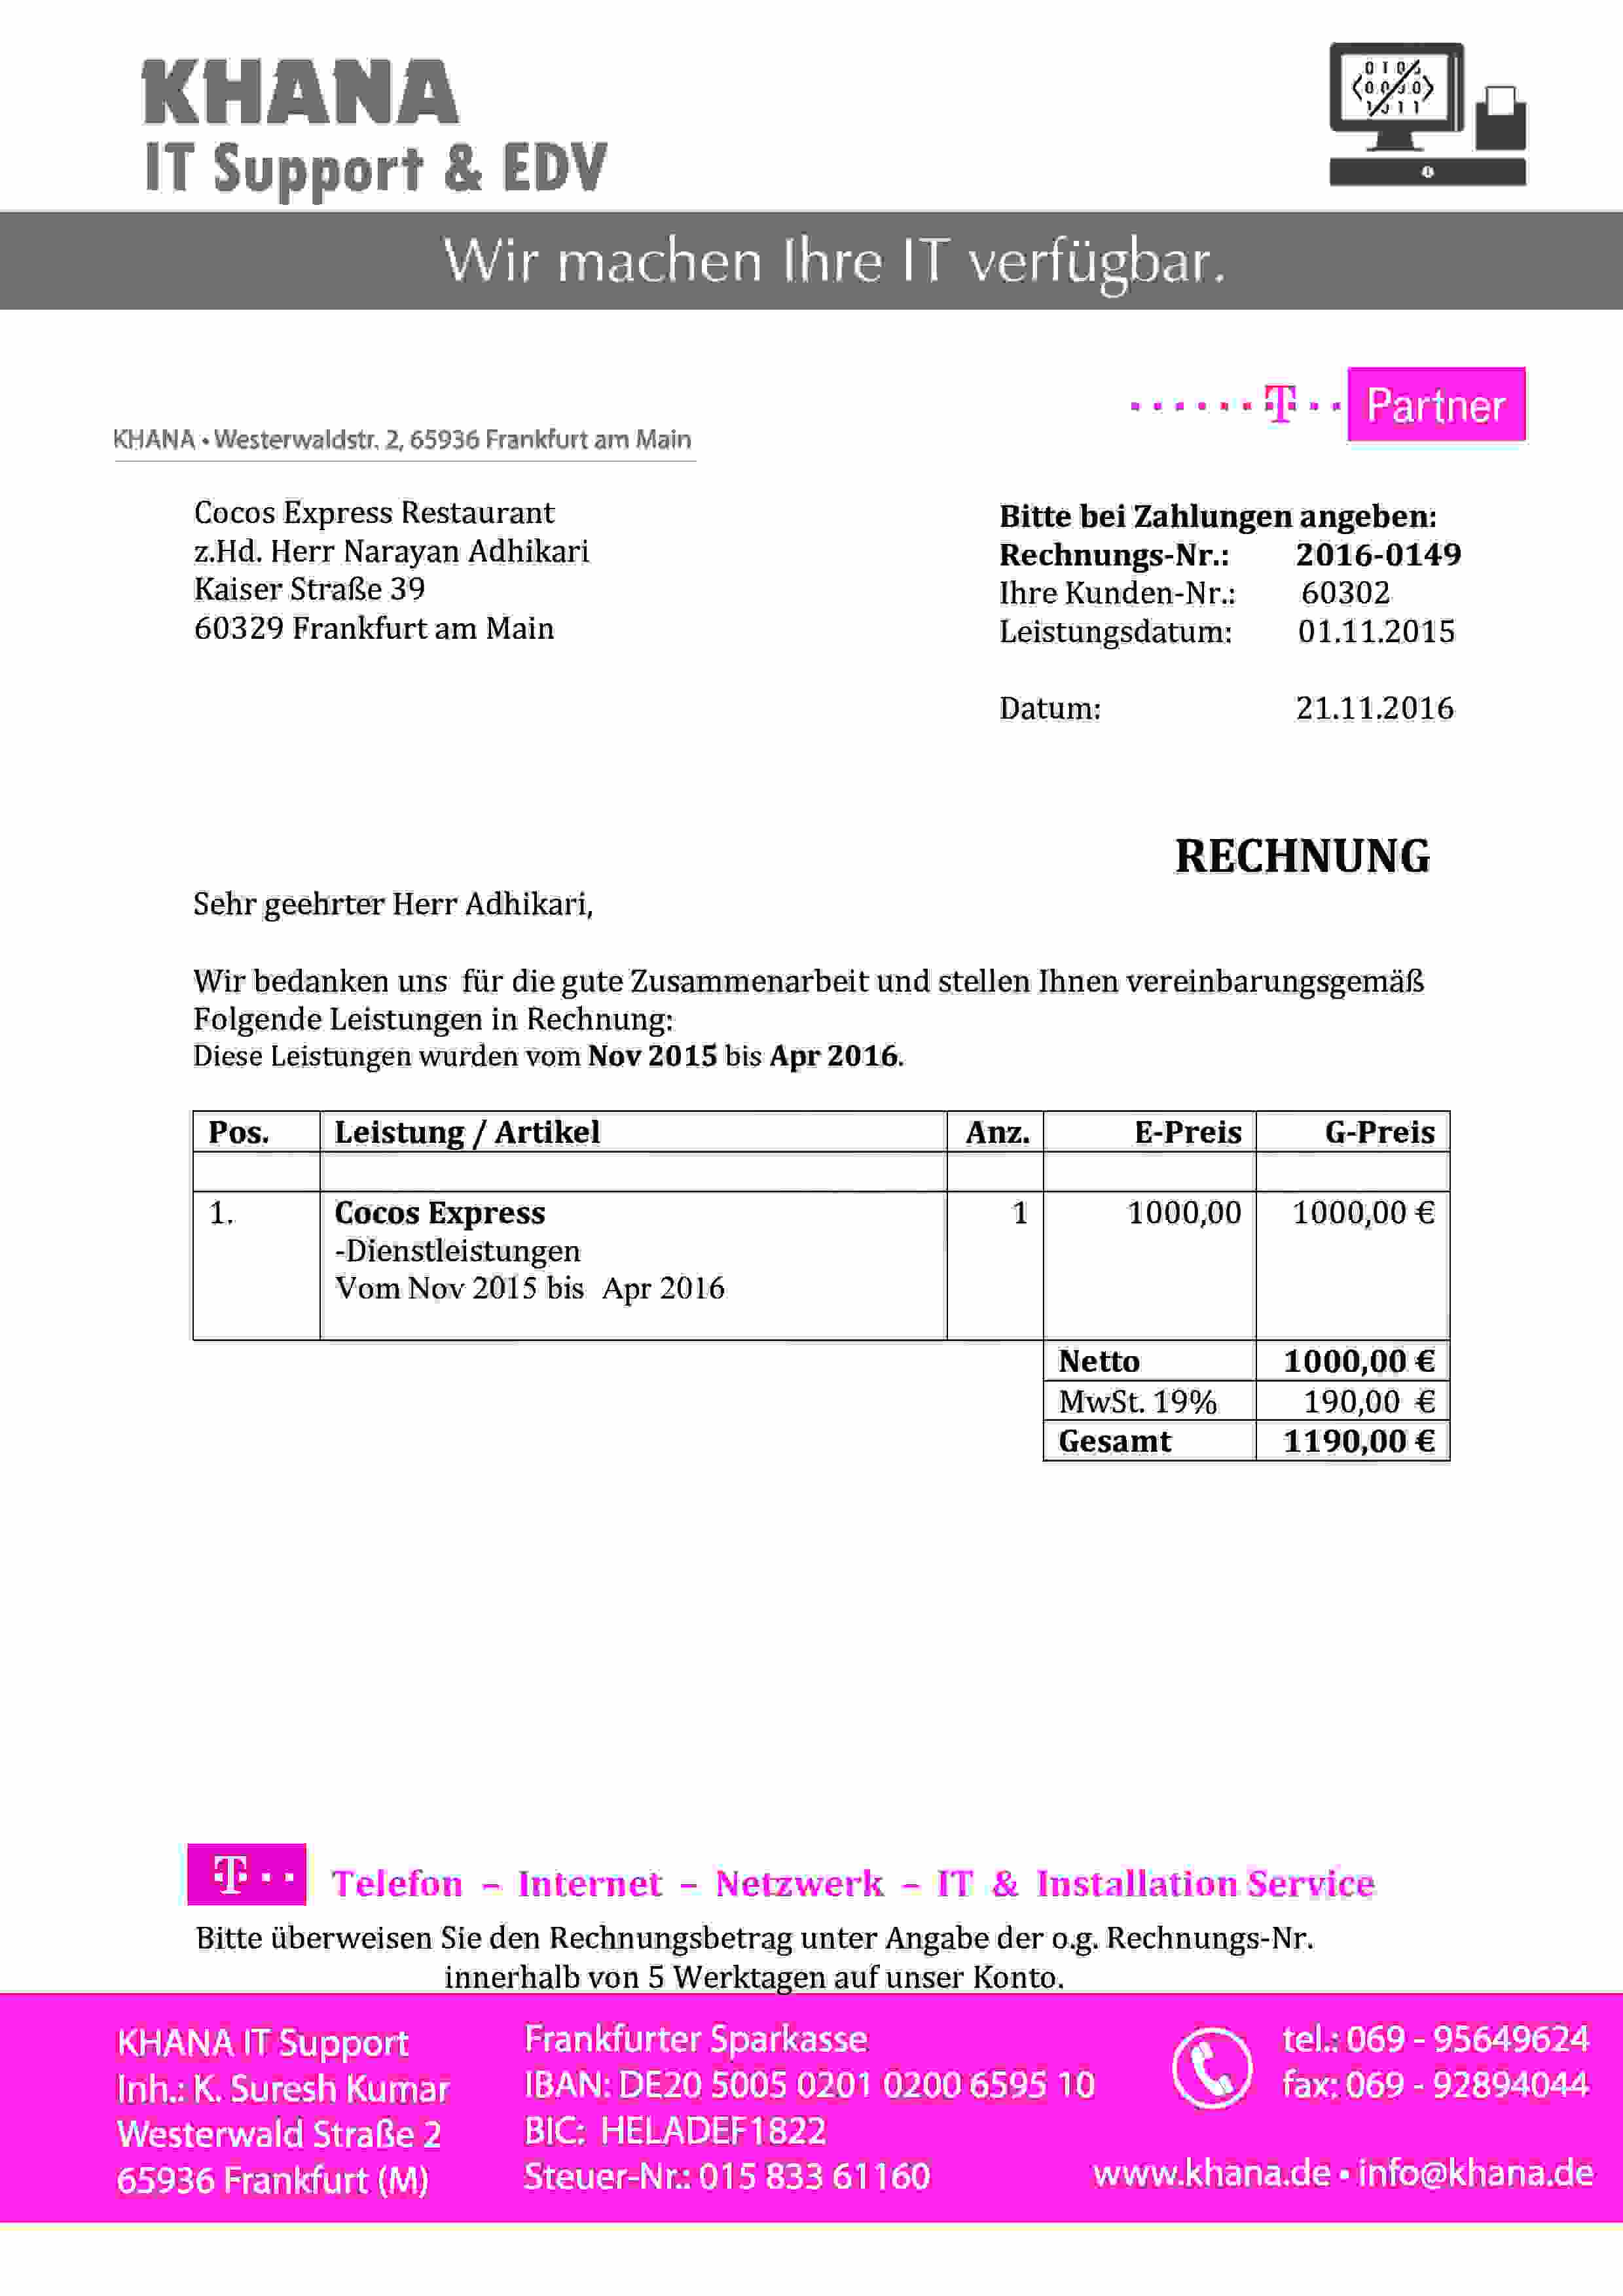 KHANA
IT Support & EDV
Wir machen Ihre IT verfügbar.
T Partner
KHANA • Westerwaldstr. 2, 65936 Frankfurt am Main
Cocos Express Restaurant
z.Hd. Herr Narayan Adhikari
Kaiser Straße 39
60329 Frankfurt am Main
Bitte bei Zahlungen angeben:
Rechnungs-Nr.: 2016-0149
Ihre Kunden-Nr.: 60302
Leistungsdatum: 01.11.2015
Datum: 21.11.2016
RECHNUNG
Sehr geehrter Herr Adhikari,
Wir bedanken uns für die gute Zusammenarbeit und stellen Ihnen vereinbarungsgemäß
Folgende Leistungen in Rechnung:
Diese Leistungen wurden vom Nov 2015 bis Apr 2016.
Pos. Leistung / Artikel Anz. E-Preis G-Preis
1. Cocos Express 1 1000,00 1000,00 €
-Dienstleistungen
Vom Nov 2015 bis Apr 2016
Netto 1000,00 €
MwSt. 19% 190,00 €
Gesamt 1190,00 €
T Telefon – Internet – Netzwerk – IT & Installation Service
Bitte überweisen Sie den Rechnungsbetrag unter Angabe der o.g. Rechnungs-Nr.
innerhalb von 5 Werktagen auf unser Konto.
KHANA IT Support
Inh.: K. Suresh Kumar
Westerwald Straße 2
65936 Frankfurt (M)
Frankfurter Sparkasse
IBAN: DE20 5005 0201 0200 6595 10
BIC: HELADEF1822
Steuer-Nr.: 015 833 61160
tel.: 069 - 95649624
fax: 069 - 92894044
www.khana.de • info@khana.de